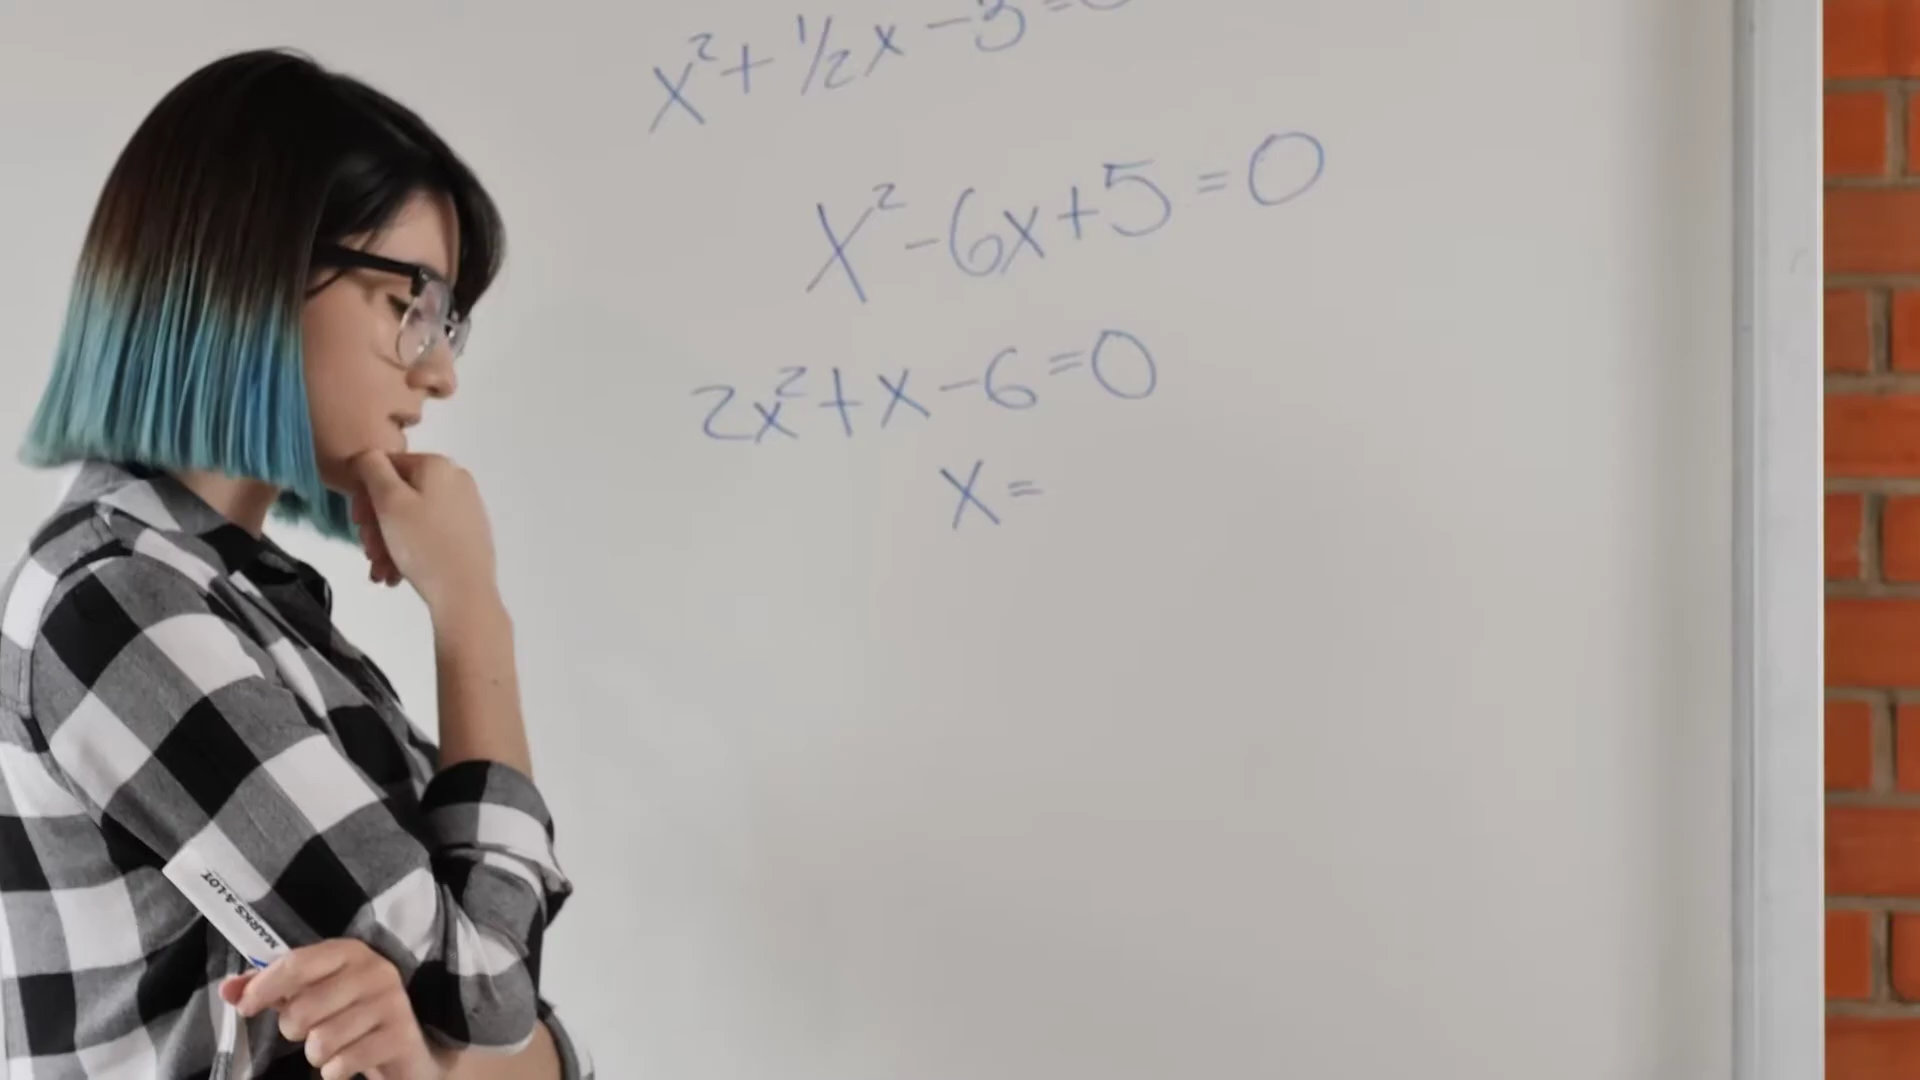 x² + ½x - 3 = 0
x² - 6x + 5 = 0
2x² + x - 6 = 0
x =
MARKS-A-LOT